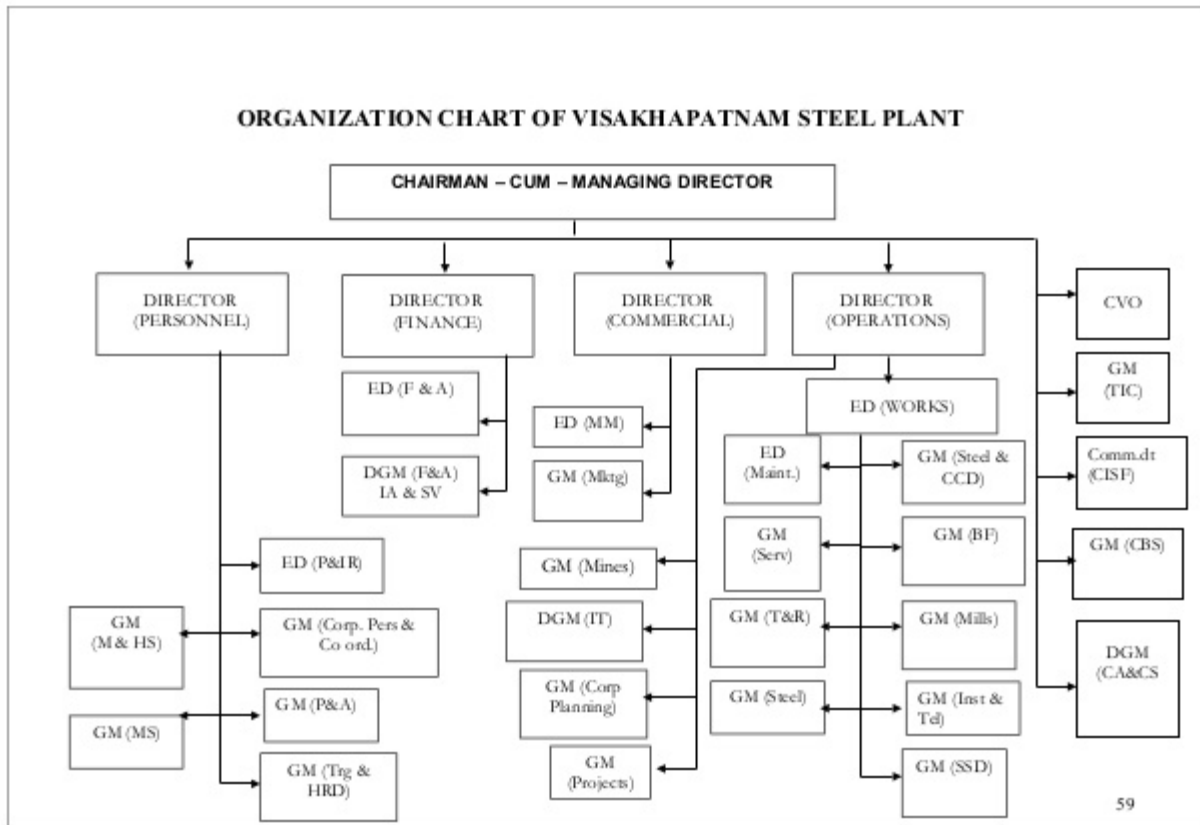 ORGANIZATION CHART OF VISAKHAPATNAM STEEL PLANT
CHAIRMAN – CUM – MANAGING DIRECTOR
DIRECTOR
(PERSONNEL)
DIRECTOR
(FINANCE)
DIRECTOR
(COMMERCIAL)
DIRECTOR
(OPERATIONS)
CVO
GM
(TIC)
Comm.dt
(CISF)
GM (CBS)
DGM
(CA&CS
ED (F & A)
DGM (F&A)
IA & SV
ED (MM)
GM (Mktg)
ED (WORKS)
ED
(Maint.)
GM (Steel &
CCD)
GM
(Serv)
GM (BF)
GM (T&R)
GM (Mills)
GM (Steel)
GM (Inst &
Tel)
GM (SSD)
GM (Mines)
DGM (IT)
GM (Corp
Planning)
GM
(Projects)
ED (P&IR)
GM
(M & HS)
GM (Corp. Pers &
Co ord.)
GM (MS)
GM (P&A)
GM (Trg &
HRD)
59